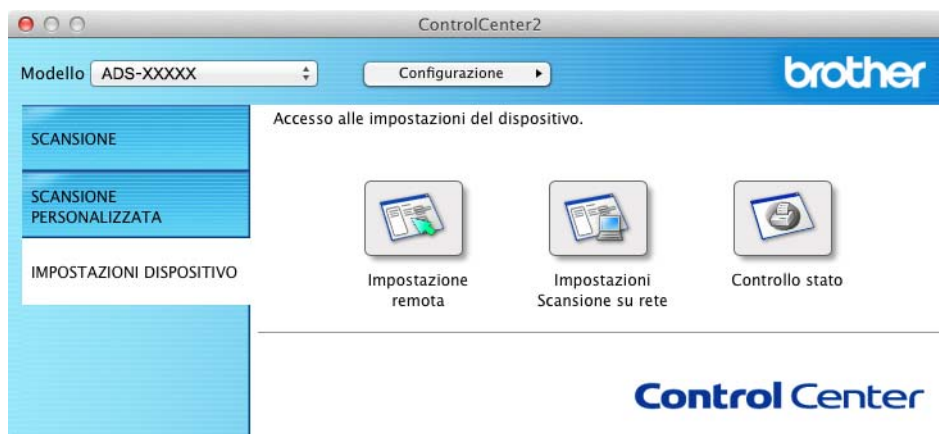 ControlCenter2
Modello ADS-XXXXX Configurazione
brother
SCANSIONE
SCANSIONE
PERSONALIZZATA
IMPOSTAZIONI DISPOSITIVO
Accesso alle impostazioni del dispositivo.
Impostazione
remota
Impostazioni
Scansione su rete
Controllo stato
Control Center